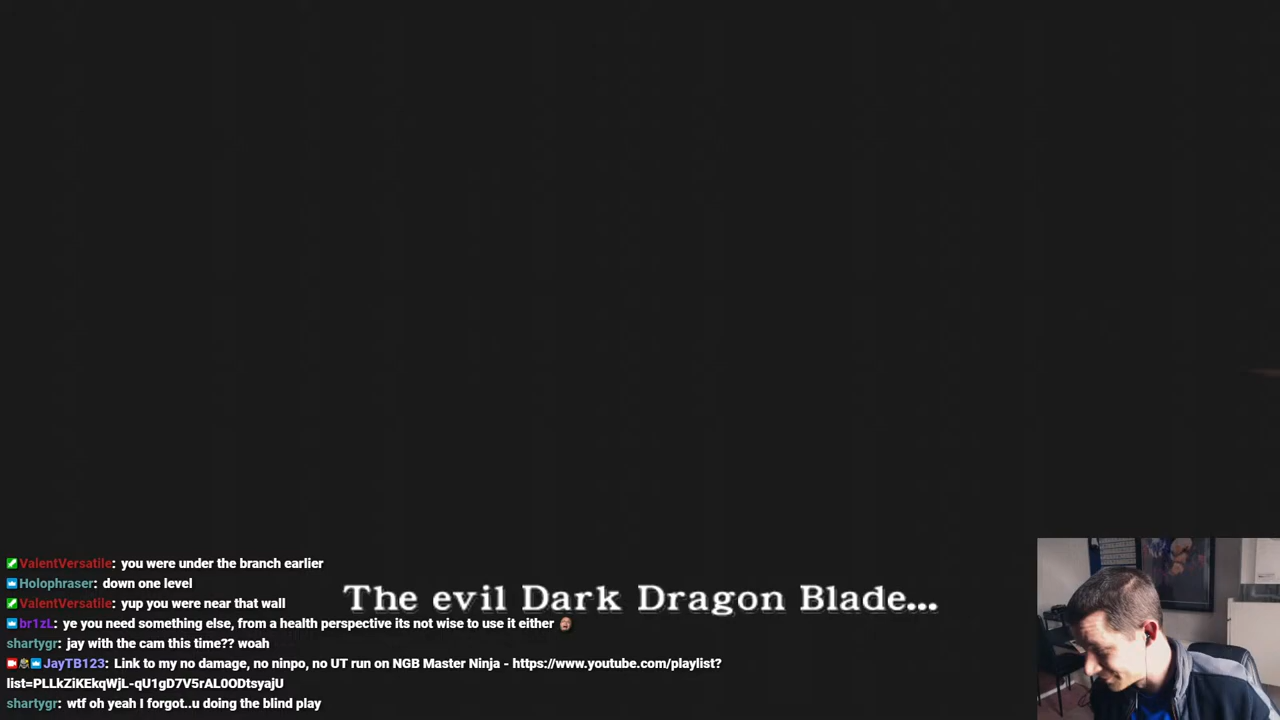 ValentVersatile: you were under the branch earlier
Holophraser: down one level
The evil Dark Dragon Blade...
ValentVersatile: yup you were near that wall
br1zL: ye you need something else, from a health perspective its not wise to use it either
shartygr: jay with the cam this time?? woah
JayTB123: Link to my no damage, no ninpo, no UT run on NGB Master Ninja - https://www.youtube.com/playlist?
list=PLLkZiKEkqWjL-qU1gD7V5rAL0ODtsyajU
shartygr: wtf oh yeah I forgot..u doing the blind play